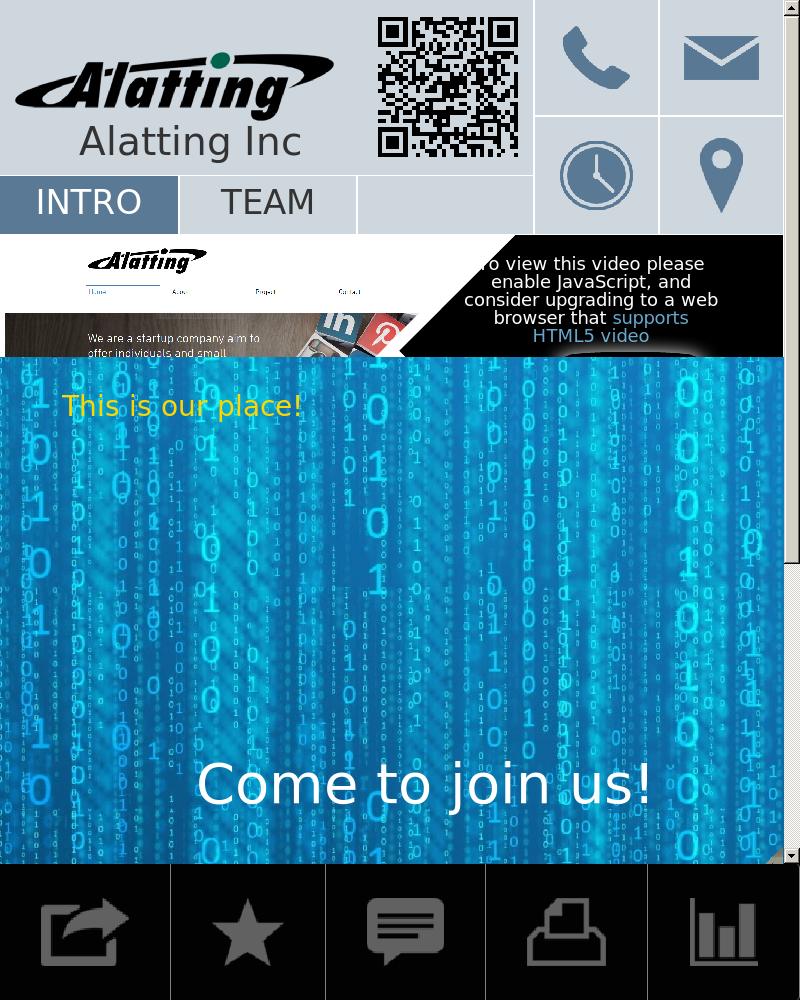 Alatting
Alatting Inc
INTRO
TEAM
Alatting
Home
About
Project
Contact
We are a startup company aim to
offer individuals and small
To view this video please
enable JavaScript, and
consider upgrading to a web
browser that supports
HTML5 video
This is our place!
Come to join us!